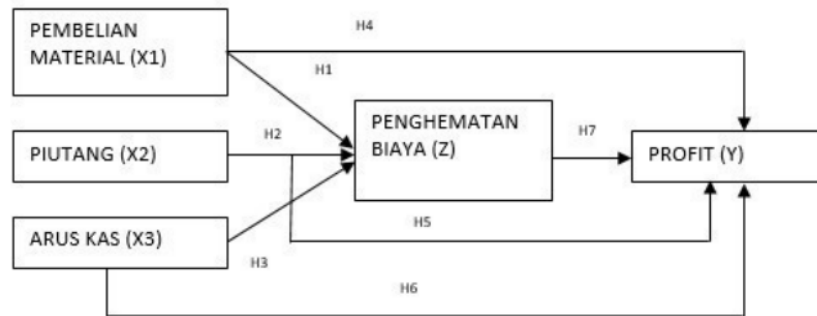 PEMBELIAN
MATERIAL (X1)
H4
H1
PENGHEMATAN
BIAYA (Z)
H7
H2
PIUTANG (X2)
PROFIT (Y)
ARUS KAS (X3)
H5
H3
H6